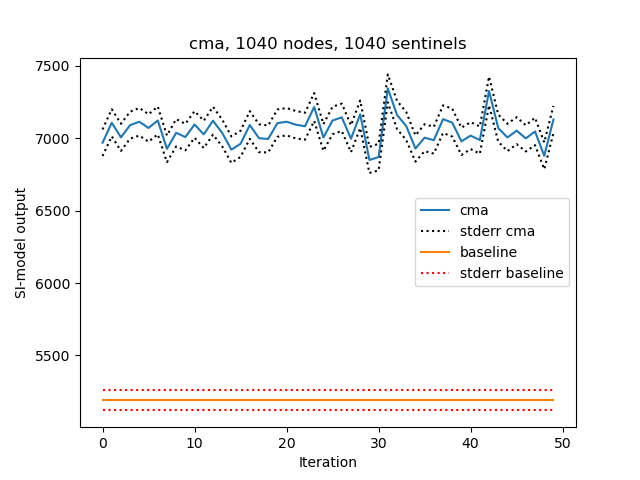 cma, 1040 nodes, 1040 sentinels
7500
7000
6500
6000
5500
SI-model output
cma
stderr cma
baseline
stderr baseline
0
10
20
30
40
50
Iteration